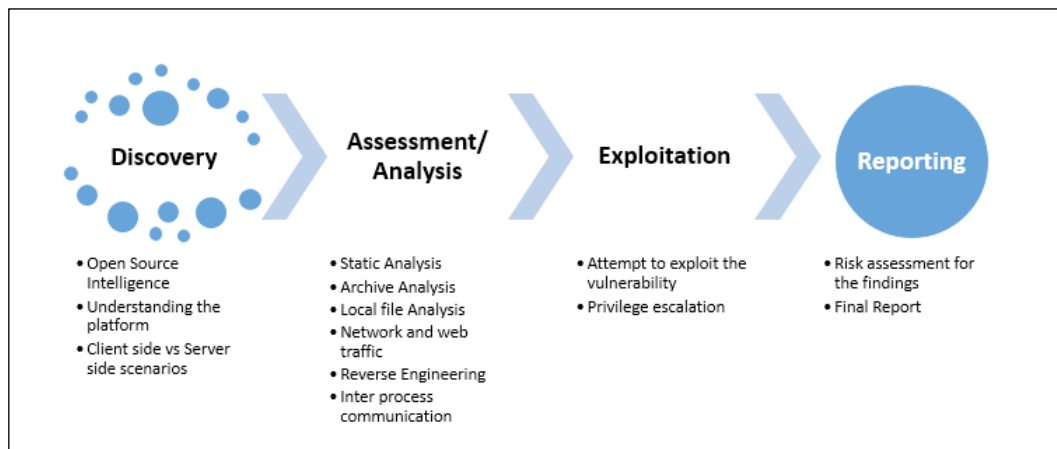 Discovery
• Open Source
Intelligence
• Understanding the
platform
• Client side vs Server
side scenarios
Assessment/
Analysis
• Static Analysis
• Archive Analysis
• Local file Analysis
• Network and web
traffic
• Reverse Engineering
• Inter process
communication
Exploitation
• Attempt to exploit the
vulnerability
• Privilege escalation
Reporting
• Risk assessment for
the findings
• Final Report